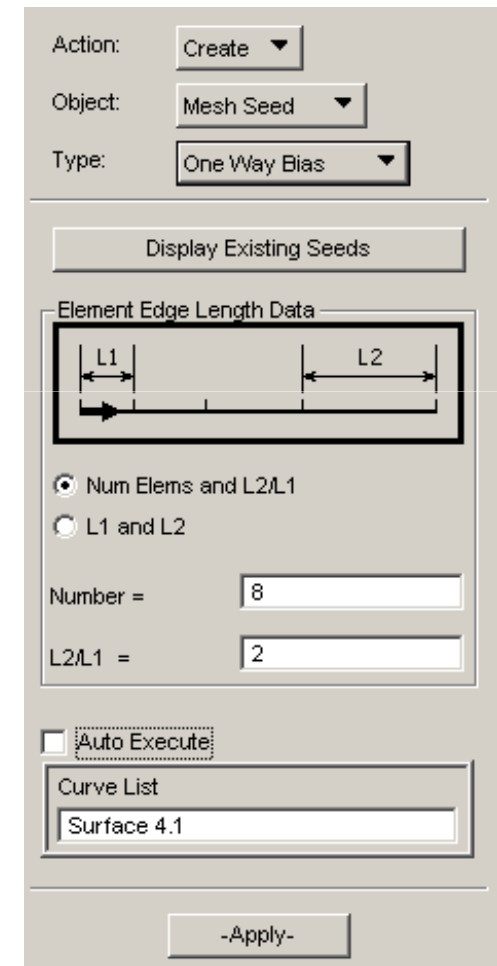 Action: Create
Object: Mesh Seed
Type: One Way Bias
Display Existing Seeds
Element Edge Length Data
L1 L2
Num Elems and L2/L1
L1 and L2
Number = 8
L2/L1 = 2
Auto Execute
Curve List
Surface 4.1
-Apply-